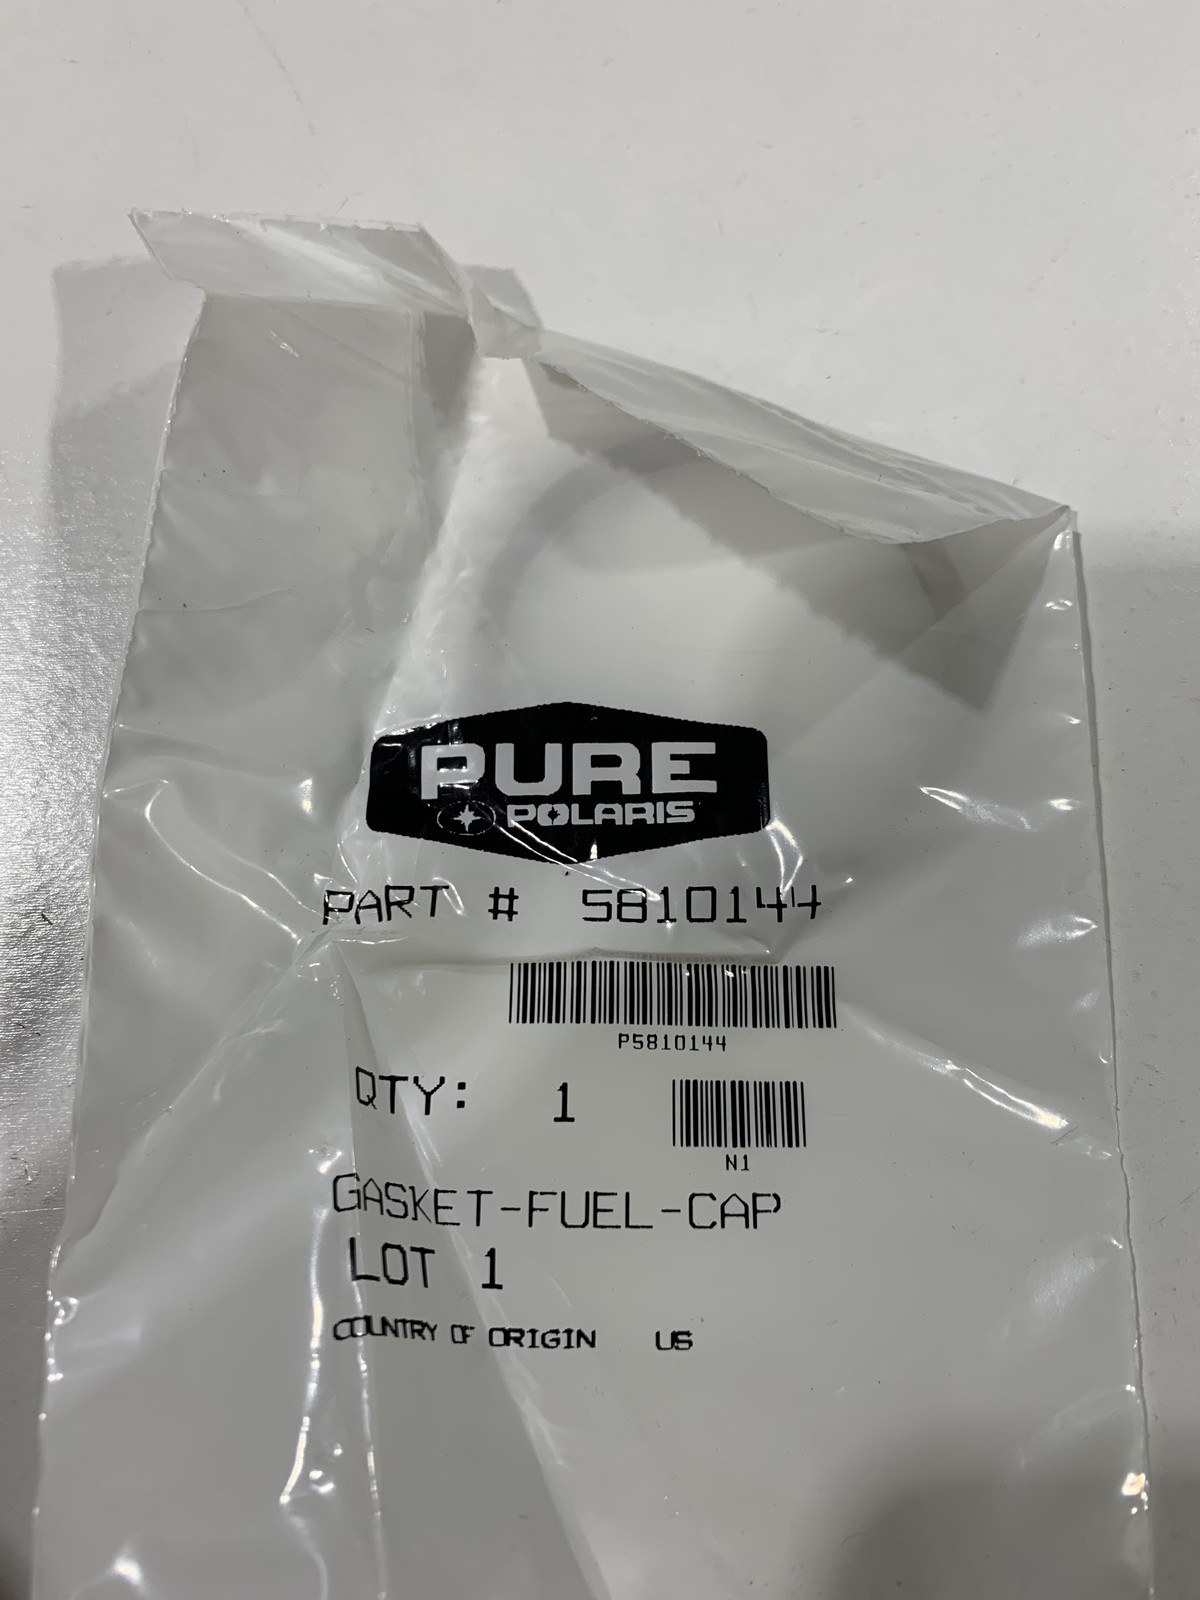 PURE
POLARIS
PART # 5810144
P5810144
QTY: 1
N1
GASKET-FUEL-CAP
LOT 1
COUNTRY OF ORIGIN US